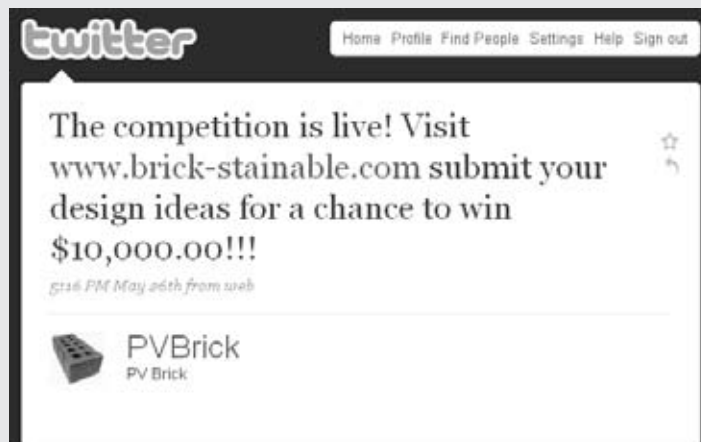 twitter
Home Profile Find People Settings Help Sign out
The competition is live! Visit
www.brick-stainable.com submit your
design ideas for a chance to win
$10,000.00!!!
5:16 PM May 26th from web
PVBrick
PV Brick